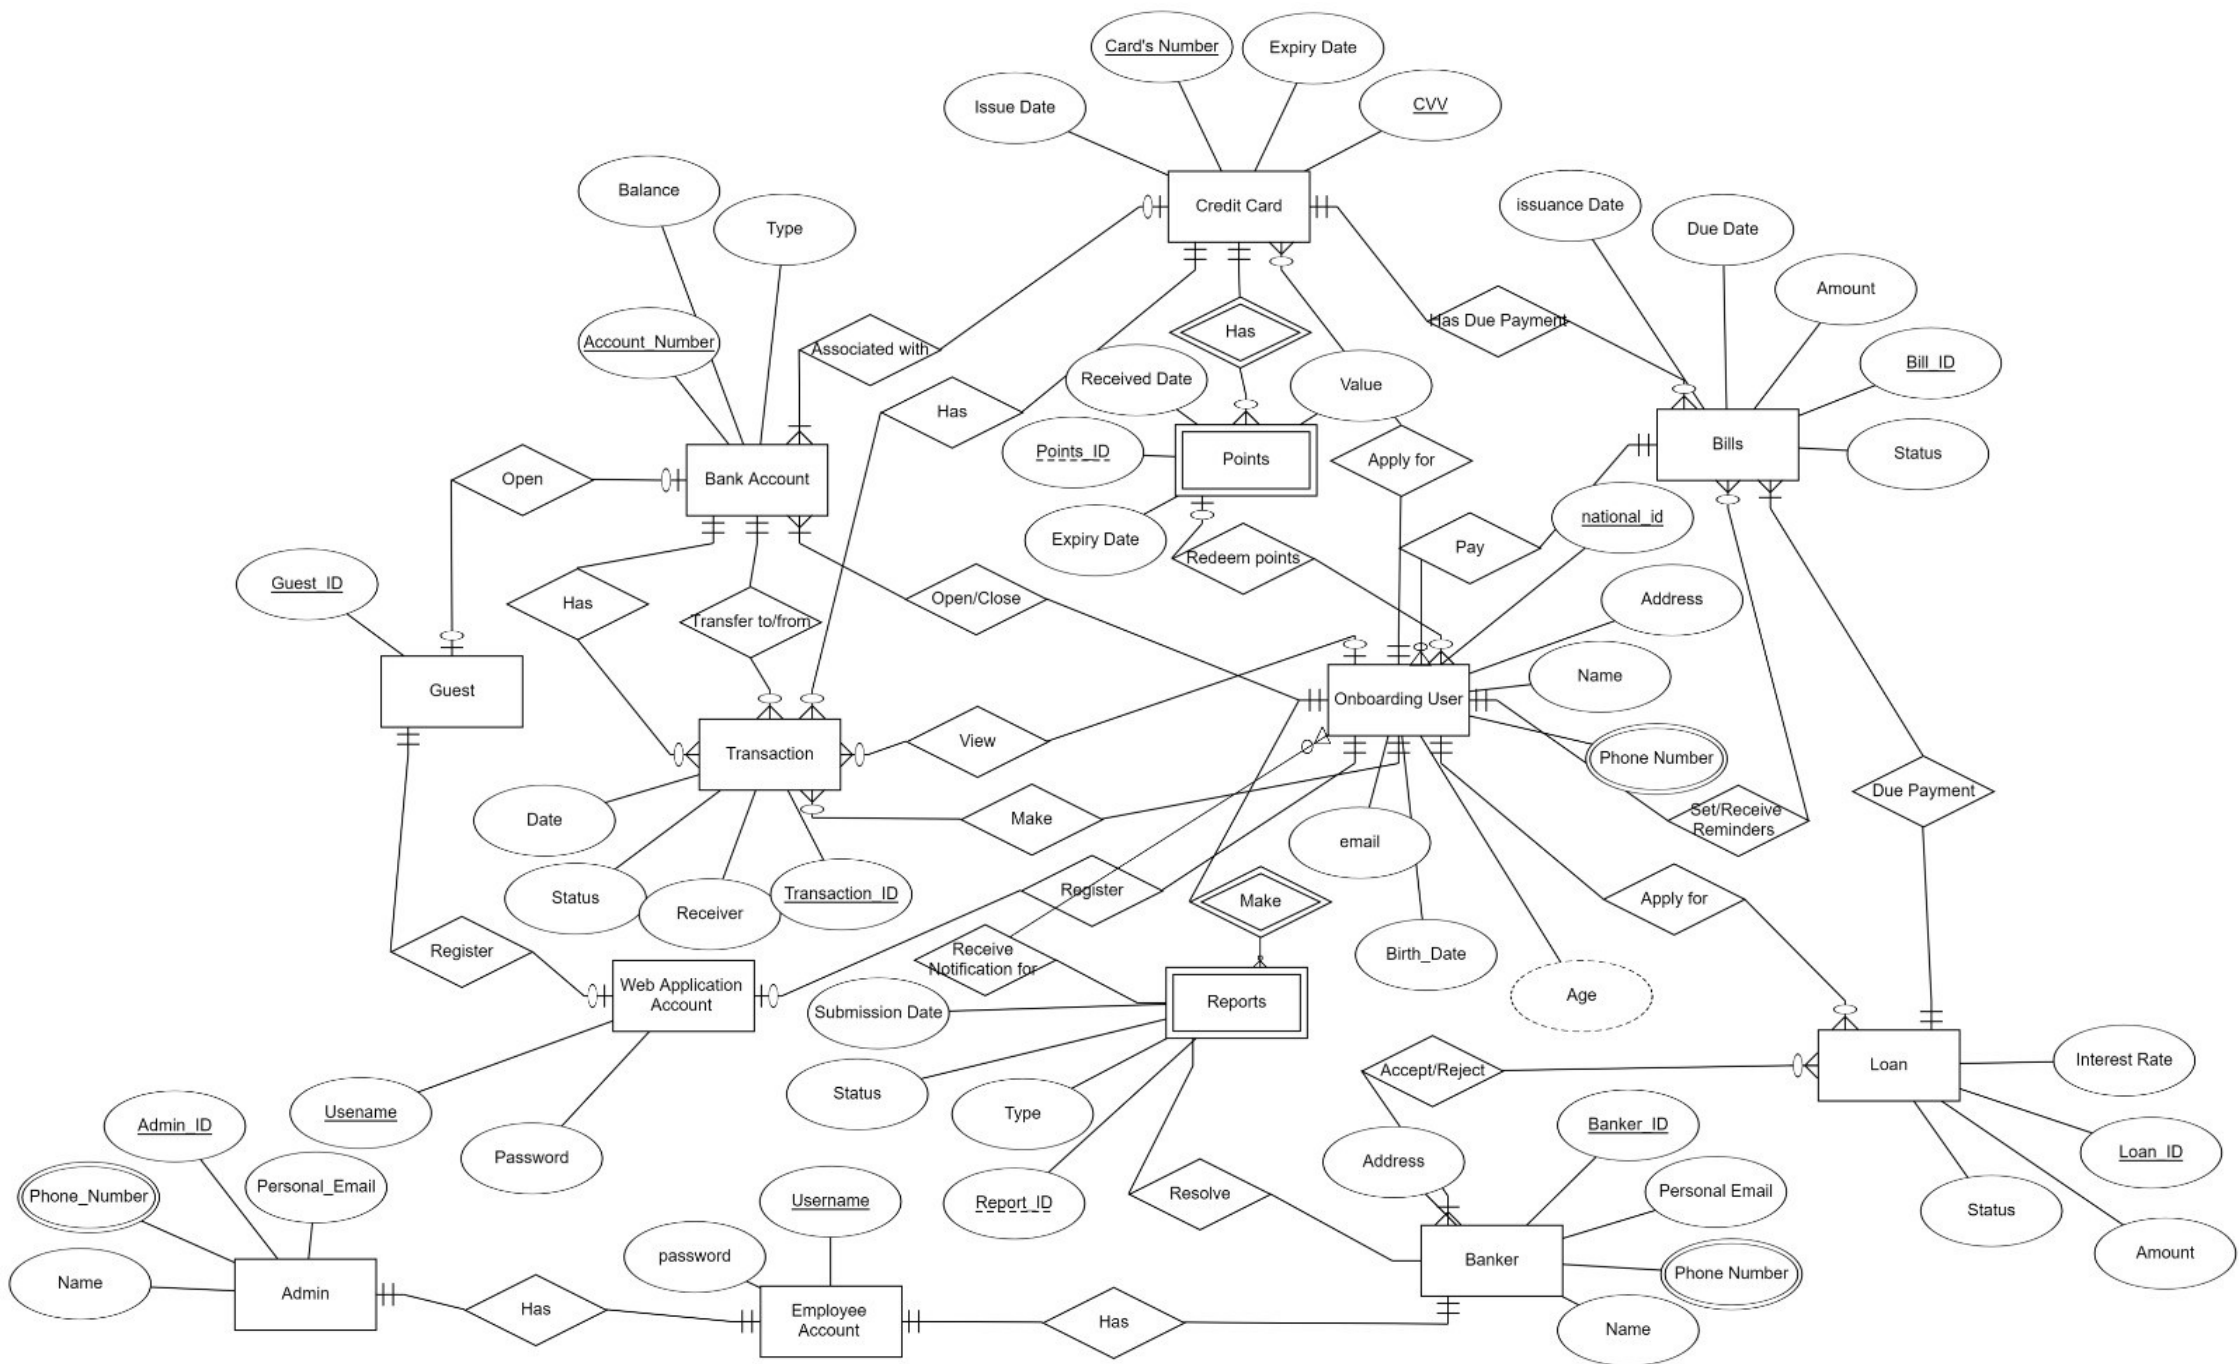 Card's Number
Expiry Date
Issue Date
CVV
Balance
Type
Credit Card
issuance Date
Due Date
Amount
Account_Number
Associated with
Has
Has Due Payment
Bill_ID
Received Date
Value
Has
Bills
Status
Open
Bank Account
Points_ID
Points
Apply for
national_id
Expiry Date
Redeem points
Pay
Guest_ID
Has
Transfer to/from
Open/Close
Address
Guest
Name
Onboarding User
Transaction
View
Phone Number
Date
Make
Set/Receive
Reminders
Due Payment
email
Status
Receiver
Transaction_ID
Register
Make
Apply for
Register
Receive
Notification for
Birth_Date
Web Application
Account
Submission Date
Reports
Age
Usename
Status
Type
Accept/Reject
Loan
Interest Rate
Admin_ID
Password
Banker_ID
Loan_ID
Phone_Number
Personal_Email
Username
Report_ID
Resolve
Address
Personal Email
Status
Name
Admin
password
Banker
Phone Number
Amount
Has
Employee
Account
Has
Name